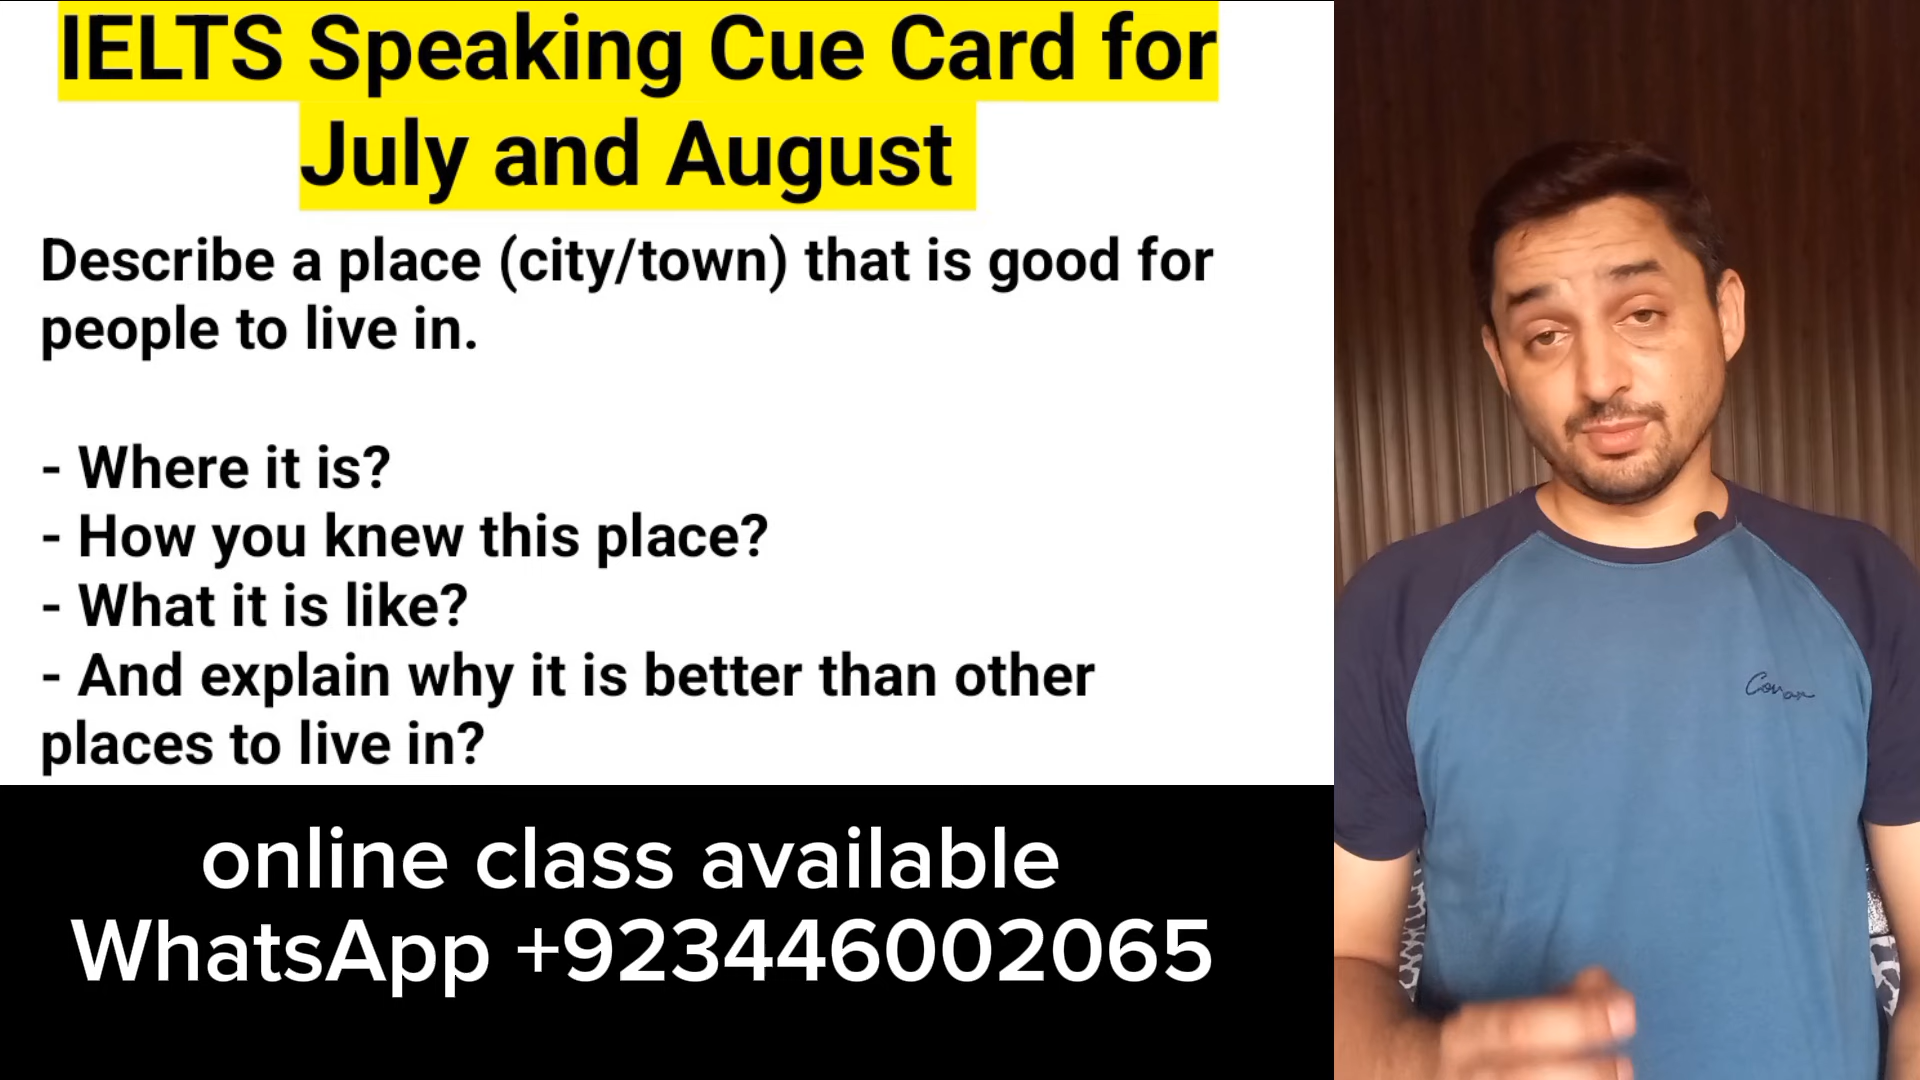 IELTS Speaking Cue Card for
July and August
Describe a place (city/town) that is good for
people to live in.
- Where it is?
- How you knew this place?
- What it is like?
- And explain why it is better than other
places to live in?
online class available
WhatsApp +923446002065